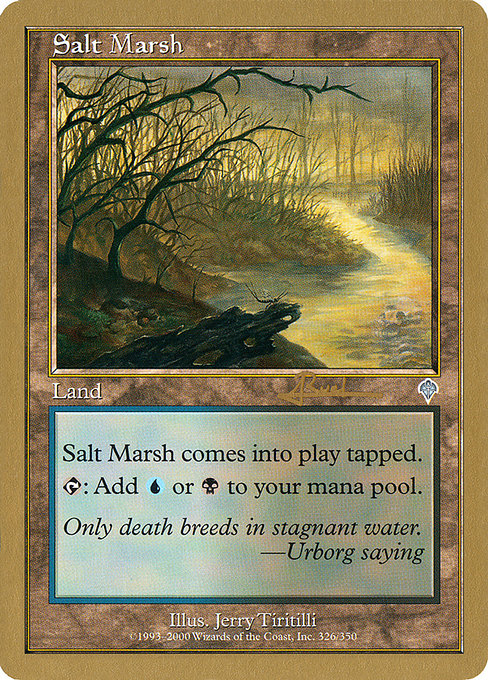 Salt Marsh
Land
Salt Marsh comes into play tapped.
: Add or to your mana pool.
Only death breeds in stagnant water.
—Urborg saying
Illus. Jerry Tiritilli
©1993–2000 Wizards of the Coast, Inc. 326/350